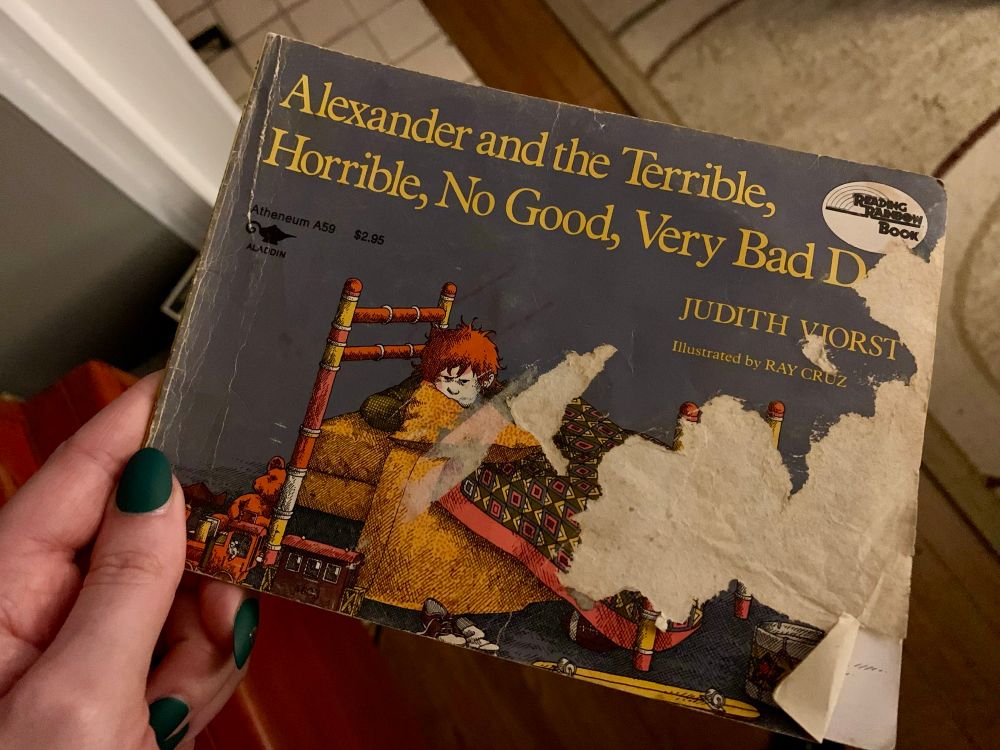 Alexander and the Terrible,
Horrible, No Good, Very Bad D
READING
RAINBOW
BOOK
Atheneum A59 $2.95
ALADDIN
JUDITH VIORST
Illustrated by RAY CRUZ